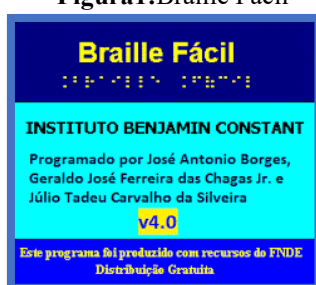 Figura1:Braille Fácil
Braille Fácil
⠨⠃⠗⠁⠊⠇⠇⠑ ⠨⠋⠷⠉⠊⠇
INSTITUTO BENJAMIN CONSTANT
Programado por José Antonio Borges,
Geraldo José Ferreira das Chagas Jr. e
Júlio Tadeu Carvalho da Silveira
v4.0
Este programa foi produzido com recursos do FNDE
Distribuição Gratuita